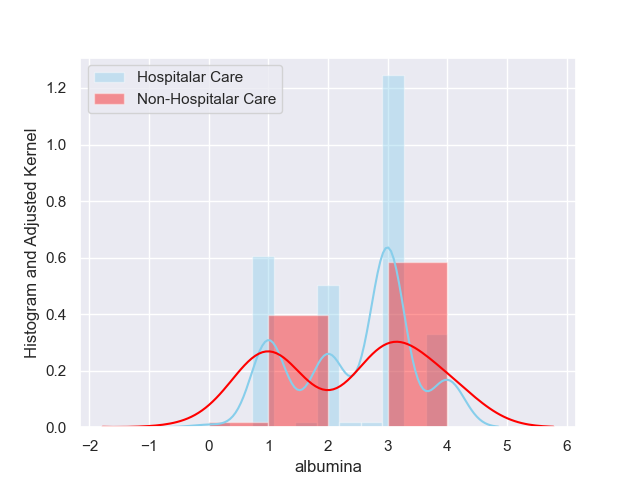 Hospitalar Care
Non-Hospitalar Care
Histogram and Adjusted Kernel
1.2
1.0
0.8
0.6
0.4
0.2
0.0
−2 −1 0 1 2 3 4 5 6
albumina